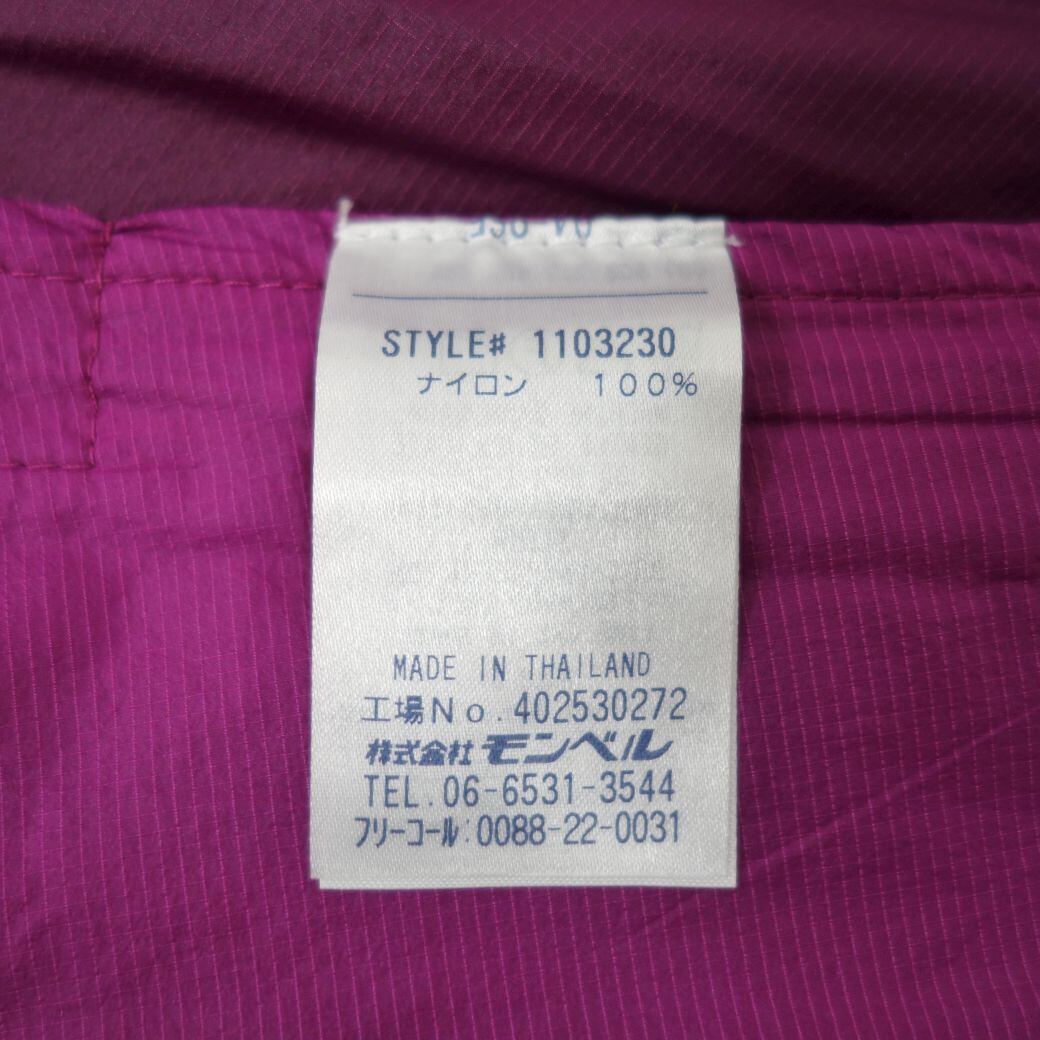 STYLE# 1103230
ナイロン 100%
MADE IN THAILAND
工場No.402530272
株式会社 モンベル
TEL.06-6531-3544
フリーコール:0088-22-0031